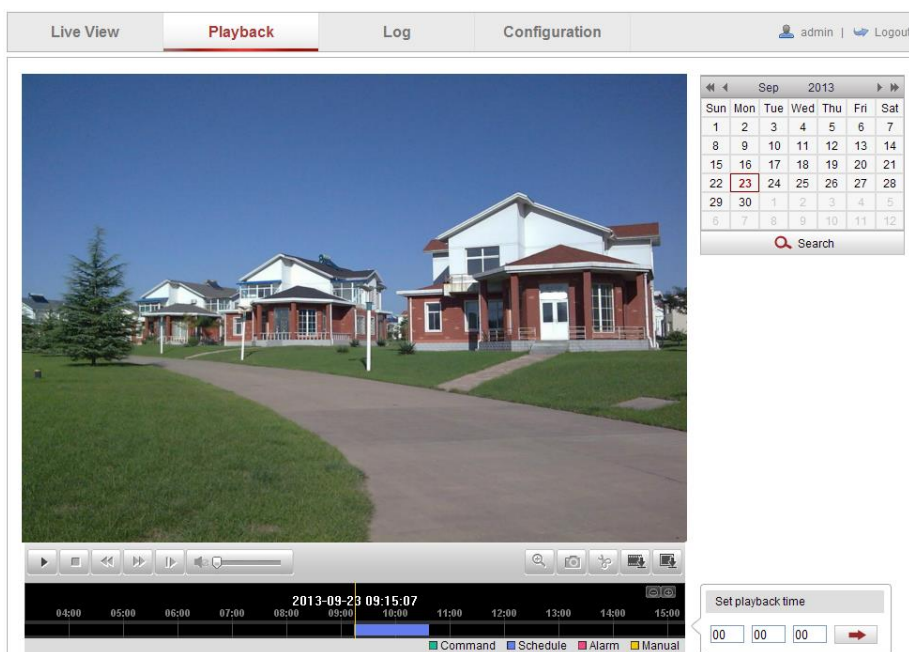 Live View Playback Log Configuration admin | Logout
Sep 2013
Sun Mon Tue Wed Thu Fri Sat
1 2 3 4 5 6 7
8 9 10 11 12 13 14
15 16 17 18 19 20 21
22 23 24 25 26 27 28
29 30 1 2 3 4 5
6 7 8 9 10 11 12
Search
2013-09-23 09:15:07
04:00 05:00 06:00 07:00 08:00 09:00 10:00 11:00 12:00 13:00 14:00 15:00
Command Schedule Alarm Manual
Set playback time
00 00 00